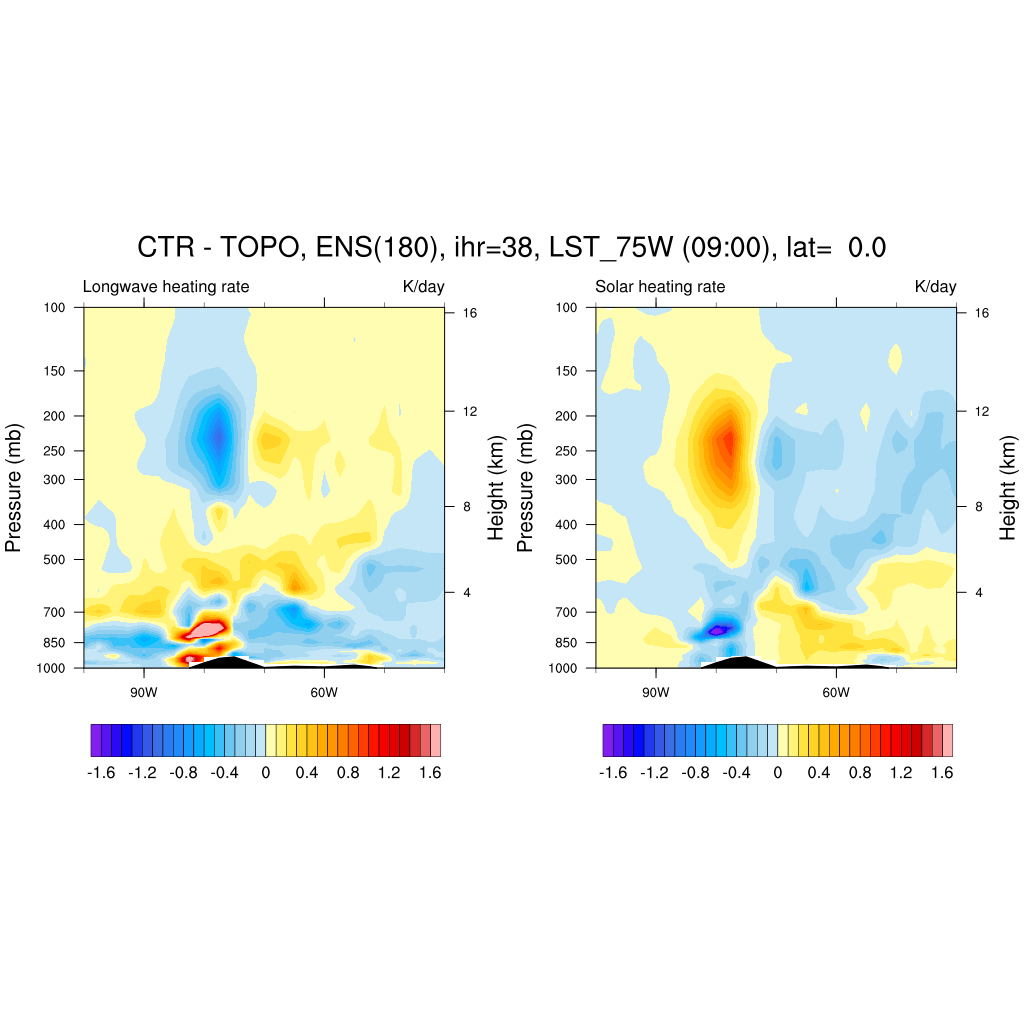 CTR - TOPO, ENS(180), ihr=38, LST_75W (09:00), lat=  0.0
Longwave heating rate K/day
Solar heating rate K/day
100
150
200
250
300
400
500
700
850
1000
Pressure (mb)
16
12
8
4
Height (km)
90W 60W
100
150
200
250
300
400
500
700
850
1000
Pressure (mb)
16
12
8
4
Height (km)
90W 60W
-1.6 -1.2 -0.8 -0.4 0 0.4 0.8 1.2 1.6
-1.6 -1.2 -0.8 -0.4 0 0.4 0.8 1.2 1.6